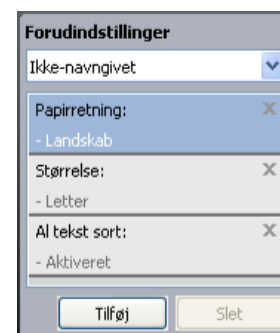 Forudindstillinger
Ikke-navngivet
Papirretning:
- Landskab
Størrelse:
- Letter
Al tekst sort:
- Aktiveret
Tilføj
Slet